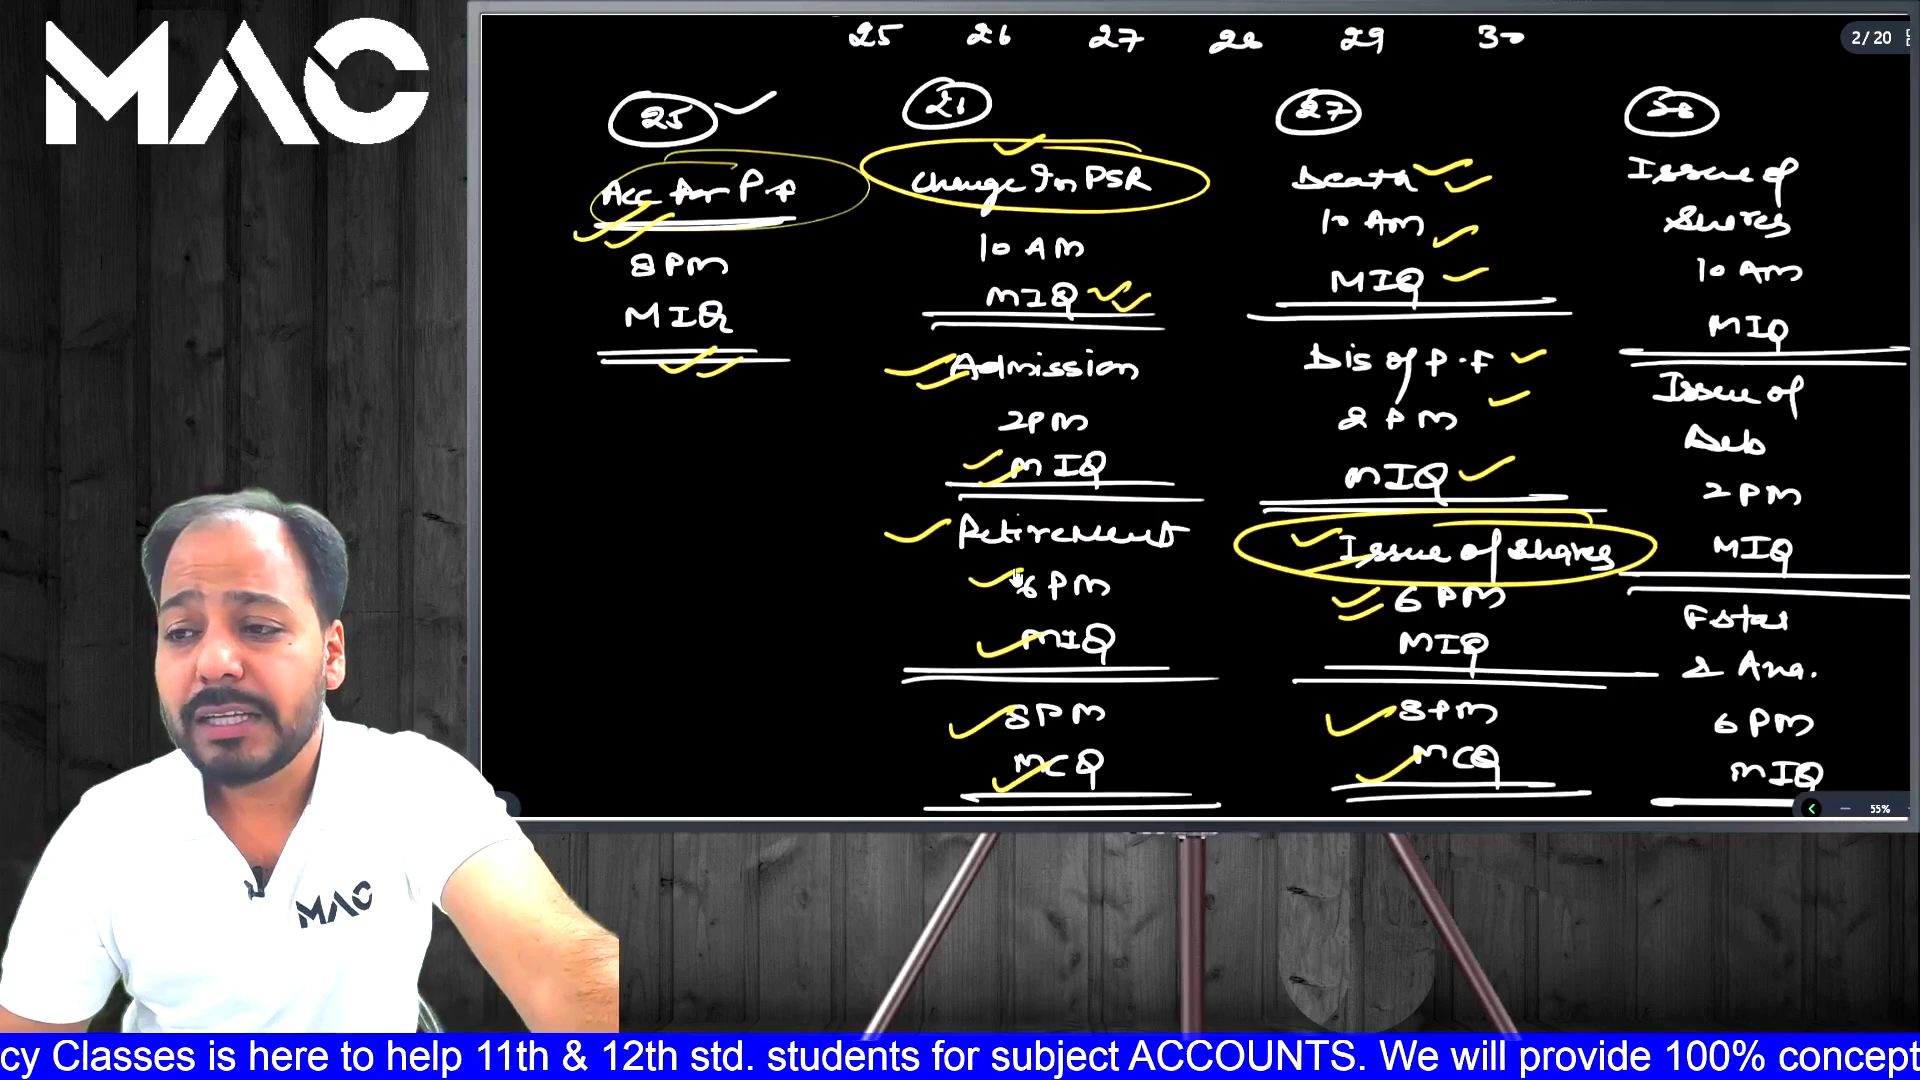 MAC
25 26 27 28 29 30
2/20
25
Acc for P.f
8 PM
MIQ
26
Change In PSR
10 AM
MIQ
Admission
2PM
MIQ
Retirement
6 PM
MIQ
8PM
MCQ
27
Death
10 AM
MIQ
Dis of P.F
2 PM
MIQ
Issue of Shares
6 PM
MIQ
8PM
MCQ
28
Issue of
Shares
10 AM
MIQ
Issue of
Deb
2 PM
MIQ
F stat
& Ana.
6 PM
MIQ
55%
MAC
cy Classes is here to help 11th & 12th std. students for subject ACCOUNTS. We will provide 100% concept